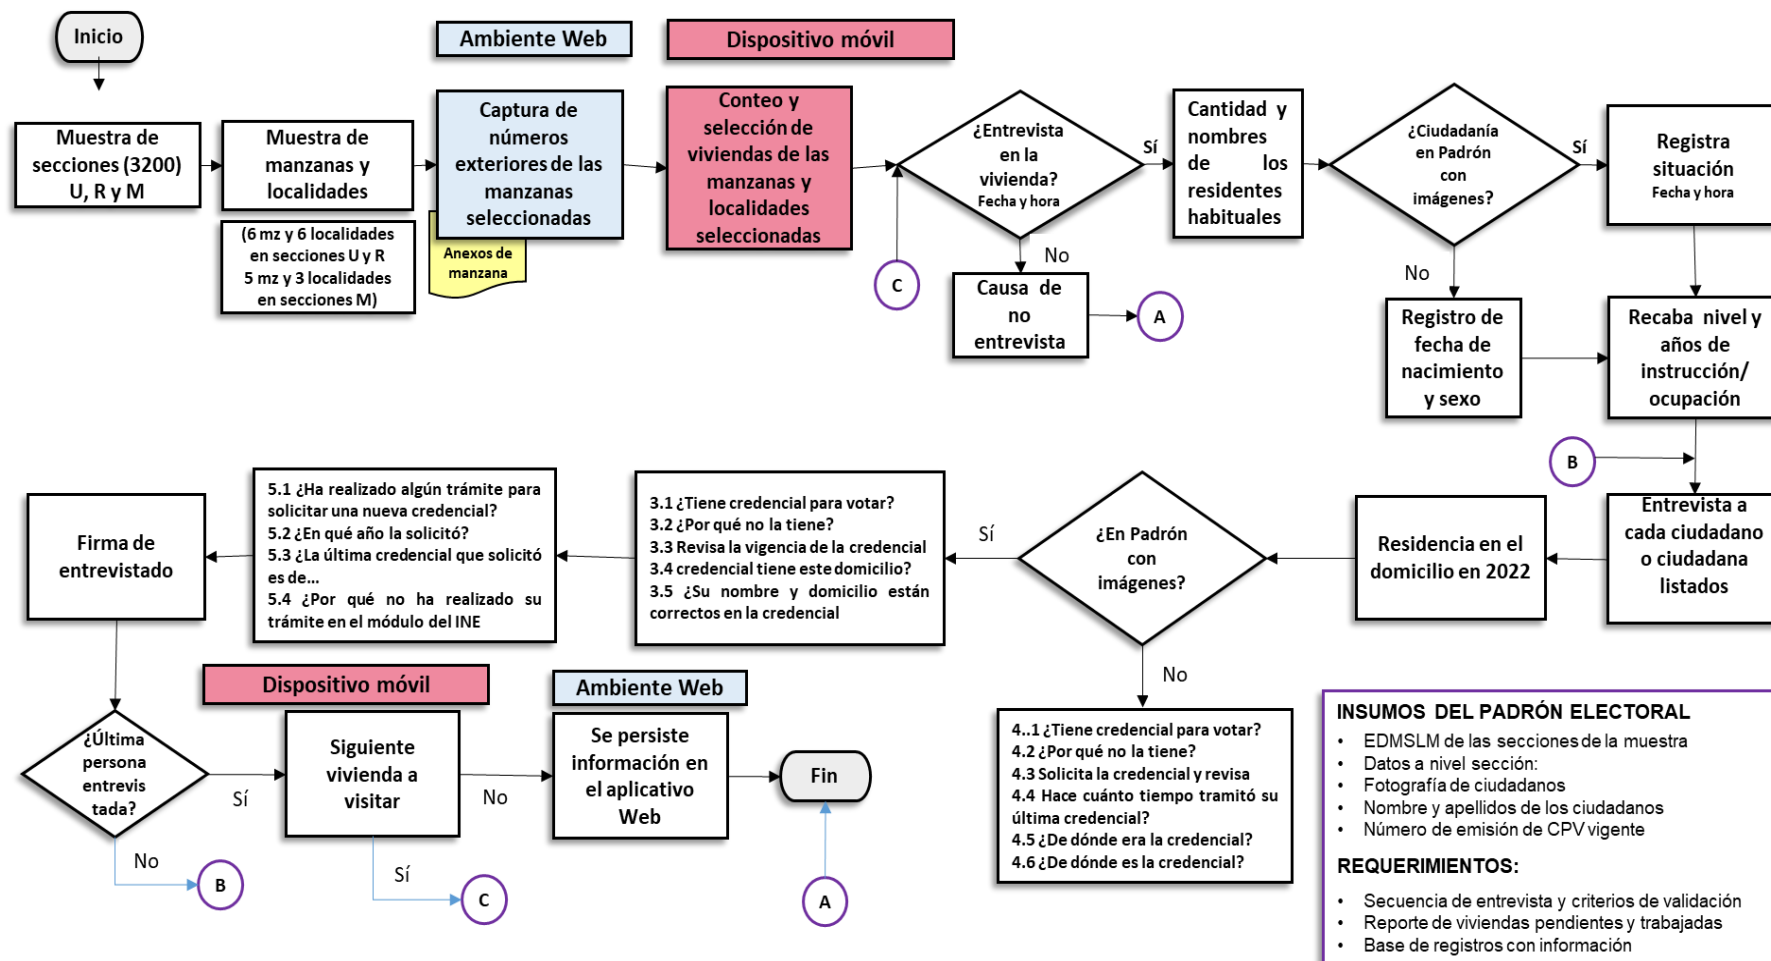 Inicio
Ambiente Web
Dispositivo móvil
Muestra de
secciones (3200)
U, R y M
Muestra de
manzanas y
localidades
(6 mz y 6 localidades
en secciones U y R
5 mz y 3 localidades
en secciones M)
Captura de
números
exteriores de las
manzanas
seleccionadas
Anexos de
manzana
Conteo y
selección de
viviendas de las
manzanas y
localidades
seleccionadas
C
¿Entrevista
en la
vivienda?
Fecha y hora
Sí
No
Causa de
no
entrevista
A
Cantidad y
nombres
de los
residentes
habituales
¿Ciudadanía
en Padrón
con
imágenes?
Sí
No
Registra
situación
Fecha y hora
Registro de
fecha de
nacimiento
y sexo
Recaba nivel y
años de
instrucción/
ocupación
B
Entrevista a
cada ciudadano
o ciudadana
listados
Residencia en el
domicilio en 2022
¿En Padrón
con
imágenes?
Sí
No
3.1 ¿Tiene credencial para votar?
3.2 ¿Por qué no la tiene?
3.3 Revisa la vigencia de la credencial
3.4 credencial tiene este domicilio?
3.5 ¿Su nombre y domicilio están
correctos en la credencial
4..1 ¿Tiene credencial para votar?
4.2 ¿Por qué no la tiene?
4.3 Solicita la credencial y revisa
4.4 Hace cuánto tiempo tramitó su
última credencial?
4.5 ¿De dónde era la credencial?
4.6 ¿De dónde es la credencial?
5.1 ¿Ha realizado algún trámite para
solicitar una nueva credencial?
5.2 ¿En qué año la solicitó?
5.3 ¿La última credencial que solicitó
es de...
5.4 ¿Por qué no ha realizado su
trámite en el módulo del INE
Firma de
entrevistado
¿Última
persona
entrevis
tada?
Sí
No
B
Dispositivo móvil
Siguiente
vivienda a
visitar
No
Sí
C
Ambiente Web
Se persiste
información en
el aplicativo
Web
Fin
A
INSUMOS DEL PADRÓN ELECTORAL
• EDMSLM de las secciones de la muestra
• Datos a nivel sección:
• Fotografía de ciudadanos
• Nombre y apellidos de los ciudadanos
• Número de emisión de CPV vigente
REQUERIMIENTOS:
• Secuencia de entrevista y criterios de validación
• Reporte de viviendas pendientes y trabajadas
• Base de registros con información